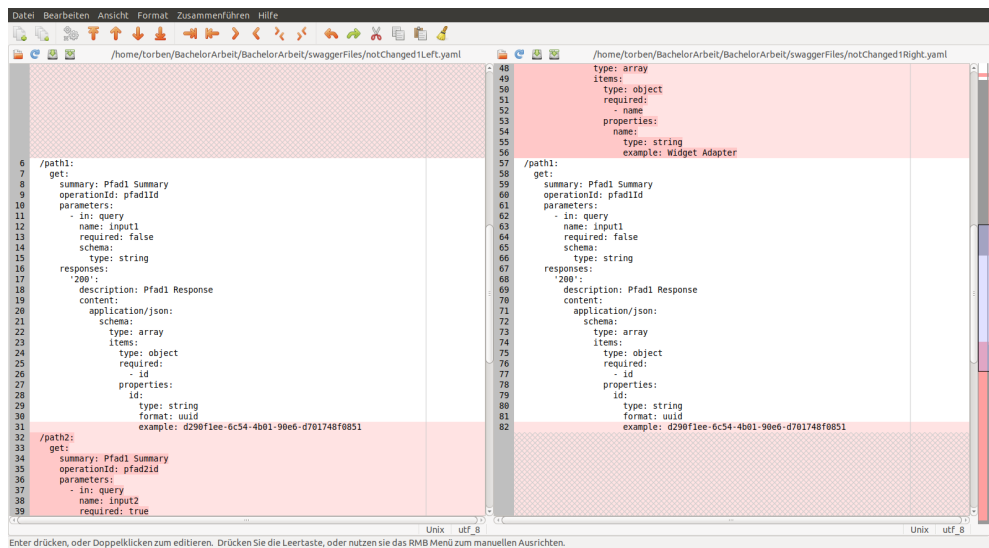 Datei Bearbeiten Ansicht Format Zusammenführen Hilfe
/home/torben/BachelorArbeit/BachelorArbeit/swaggerFiles/notChanged1Left.yaml
6 /path1:
7 get:
8 summary: Pfad1 Summary
9 operationId: pfad1Id
10 parameters:
11 - in: query
12 name: input1
13 required: false
14 schema:
15 type: string
16 responses:
17 '200':
18 description: Pfad1 Response
19 content:
20 application/json:
21 schema:
22 type: array
23 items:
24 type: object
25 required:
26 - id
27 properties:
28 id:
29 type: string
30 format: uuid
31 example: d290f1ee-6c54-4b01-90e6-d701748f0851
32 /path2:
33 get:
34 summary: Pfad1 Summary
35 operationId: pfad2id
36 parameters:
37 - in: query
38 name: input2
39 required: true
Unix utf_8
/home/torben/BachelorArbeit/BachelorArbeit/swaggerFiles/notChanged1Right.yaml
48 type: array
49 items:
50 type: object
51 required:
52 - name
53 properties:
54 name:
55 type: string
56 example: Widget Adapter
57 /path1:
58 get:
59 summary: Pfad1 Summary
60 operationId: pfad1Id
61 parameters:
62 - in: query
63 name: input1
64 required: false
65 schema:
66 type: string
67 responses:
68 '200':
69 description: Pfad1 Response
70 content:
71 application/json:
72 schema:
73 type: array
74 items:
75 type: object
76 required:
77 - id
78 properties:
79 id:
80 type: string
81 format: uuid
82 example: d290f1ee-6c54-4b01-90e6-d701748f0851
Unix utf_8
Enter drücken, oder Doppelklicken zum editieren. Drücken Sie die Leertaste, oder nutzen sie das RMB Menü zum manuellen Ausrichten.